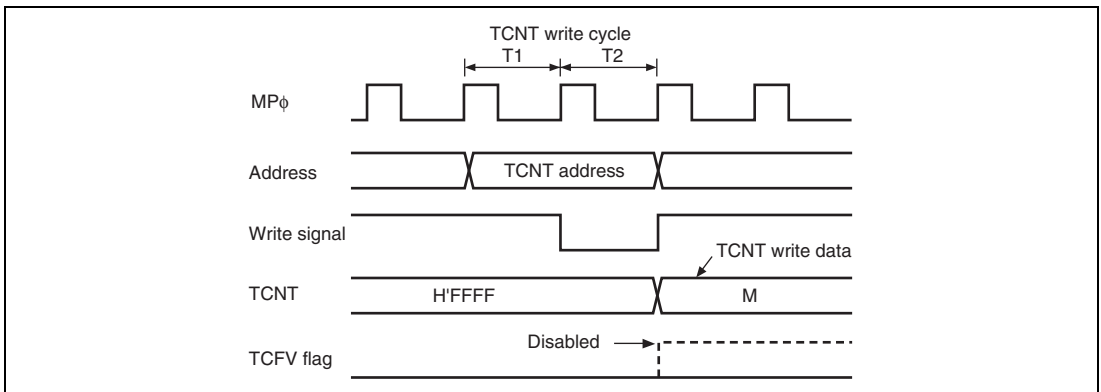 TCNT write cycle
T1 T2
MPϕ
Address TCNT address
Write signal
TCNT write data
TCNT H'FFFF M
Disabled
TCFV flag